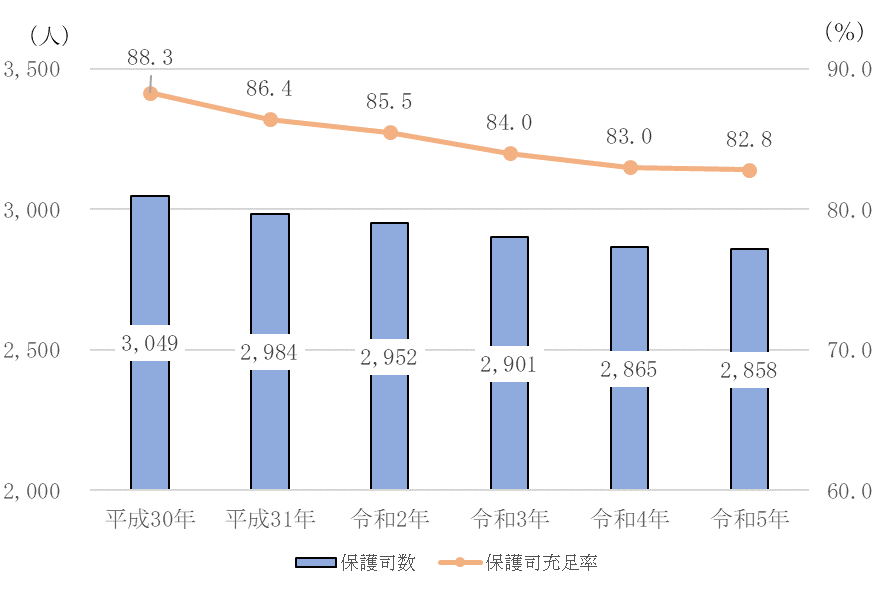 (人)
(%)
3,500
3,000
2,500
2,000
90.0
80.0
70.0
60.0
88.3
86.4
85.5
84.0
83.0
82.8
3,049
2,984
2,952
2,901
2,865
2,858
平成30年
平成31年
令和2年
令和3年
令和4年
令和5年
保護司数
保護司充足率